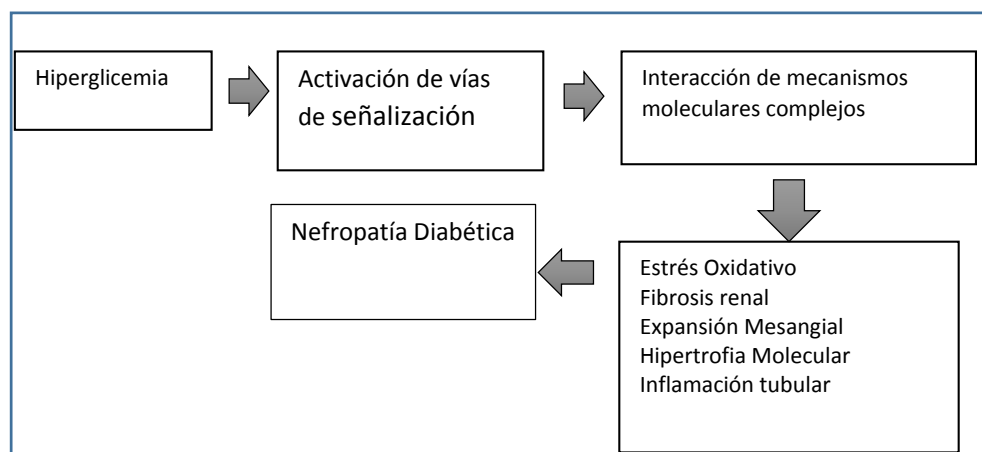 Hiperglicemia
Activación de vías
de señalización
Interacción de mecanismos
moleculares complejos
Estrés Oxidativo
Fibrosis renal
Expansión Mesangial
Hipertrofia Molecular
Inflamación tubular
Nefropatía Diabética